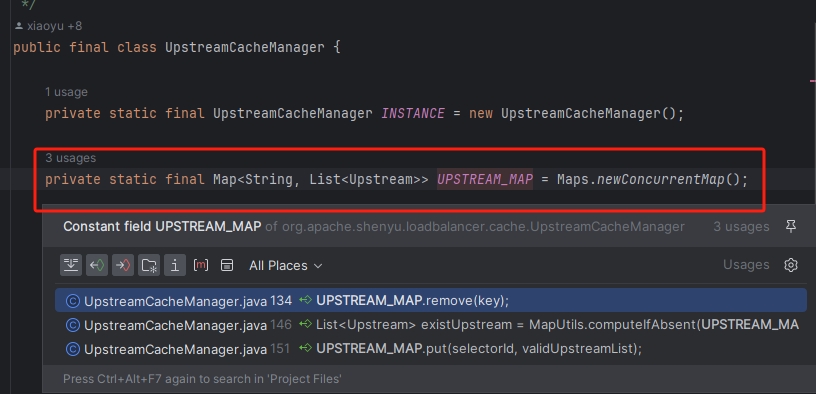 */
xiaoyu +8
public final class UpstreamCacheManager {
1 usage
private static final UpstreamCacheManager INSTANCE = new UpstreamCacheManager();
3 usages
private static final Map<String, List<Upstream>> UPSTREAM_MAP = Maps.newConcurrentMap();
Constant field UPSTREAM_MAP of org.apache.shenyu.loadbalancer.cache.UpstreamCacheManager 3 usages
[m] All Places Usages
UpstreamCacheManager.java 134 UPSTREAM_MAP.remove(key);
UpstreamCacheManager.java 146 List<Upstream> existUpstream = MapUtils.computeIfAbsent(UPSTREAM_MA
UpstreamCacheManager.java 151 UPSTREAM_MAP.put(selectorId, validUpstreamList);
Press Ctrl+Alt+F7 again to search in 'Project Files'